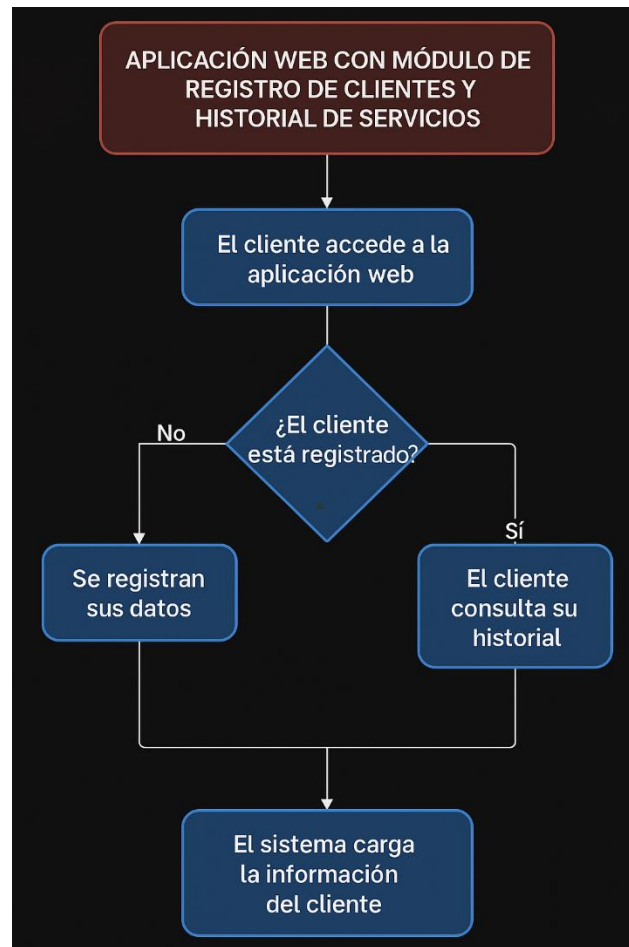 APLICACIÓN WEB CON MÓDULO DE
REGISTRO DE CLIENTES Y
HISTORIAL DE SERVICIOS
El cliente accede a la
aplicación web
¿El cliente
está registrado?
No
Sí
Se registran
sus datos
El cliente
consulta su
historial
El sistema carga
la información
del cliente